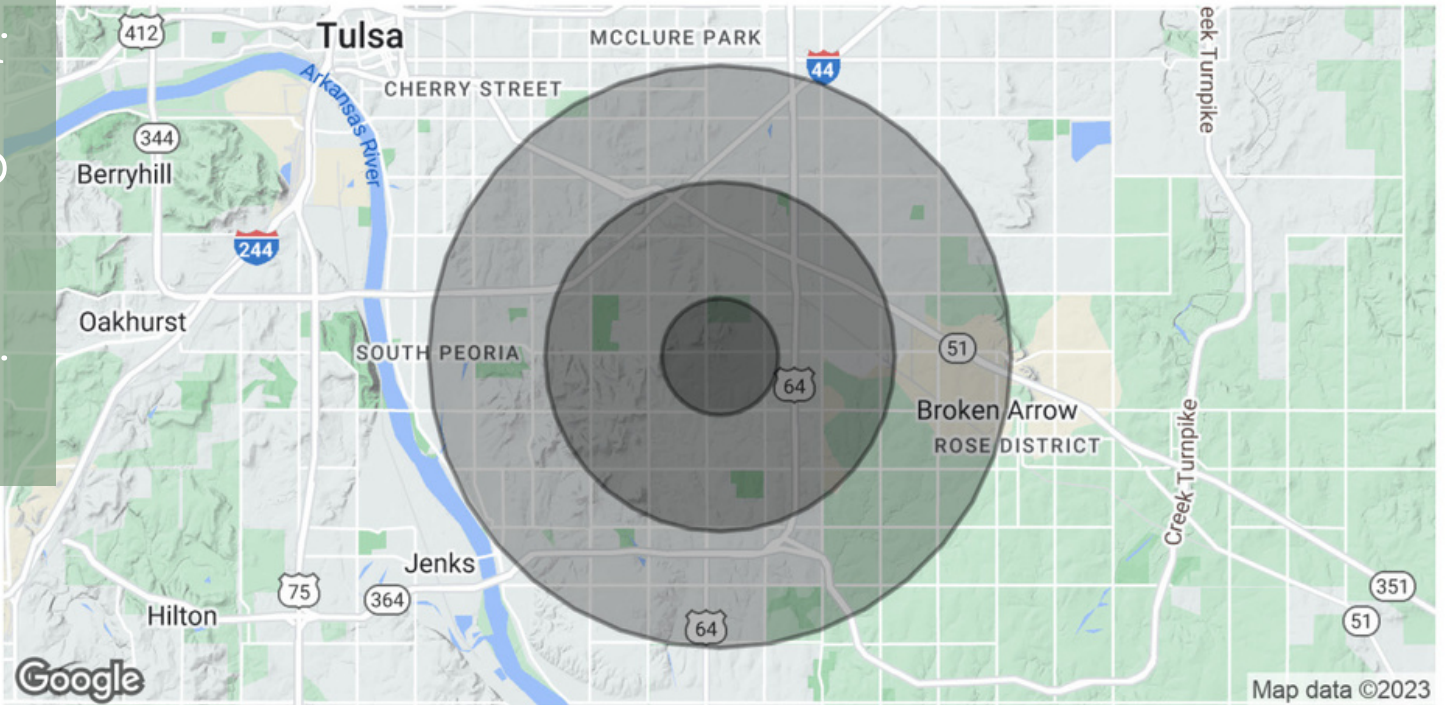 412
Tulsa
MCCLURE PARK
44
CHERRY STREET
Arkansas River
eek Turnpike
344
Berryhill
244
Oakhurst
SOUTH PEORIA
51
64
Broken Arrow
ROSE DISTRICT
Creek Turnpike
Jenks
75
364
Hilton
64
351
51
Google
Map data ©2023